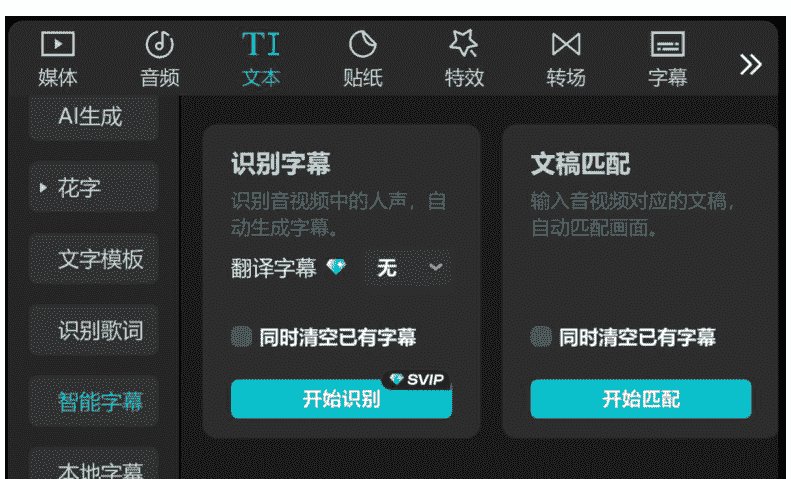 TI
媒体 音频 文本 贴纸 特效 转场 字幕
AI生成
花字
文字模板
识别歌词
智能字幕
本地字幕
识别字幕
识别音视频中的人声，自
动生成字幕。
翻译字幕 无
同时清空已有字幕
SVIP
开始识别
文稿匹配
输入音视频对应的文稿，
自动匹配画面。
同时清空已有字幕
开始匹配